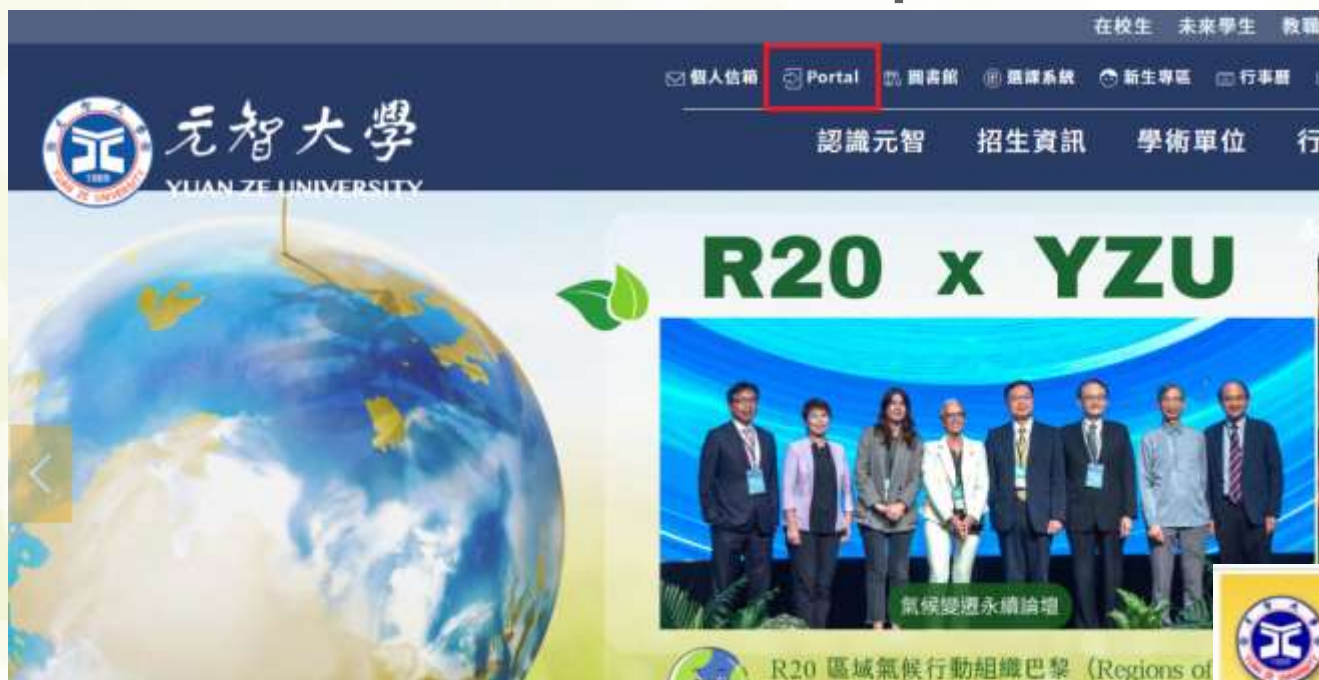 在校生 未來學生 教職
個人信箱 Portal 圖書館 選課系統 新生專區 行事曆
元智大學
YUAN ZE UNIVERSITY
認識元智 招生資訊 學術單位 行
R20 x YZU
氣候變遷永續論壇
R20 區域氣候行動組織巴黎（Regions of